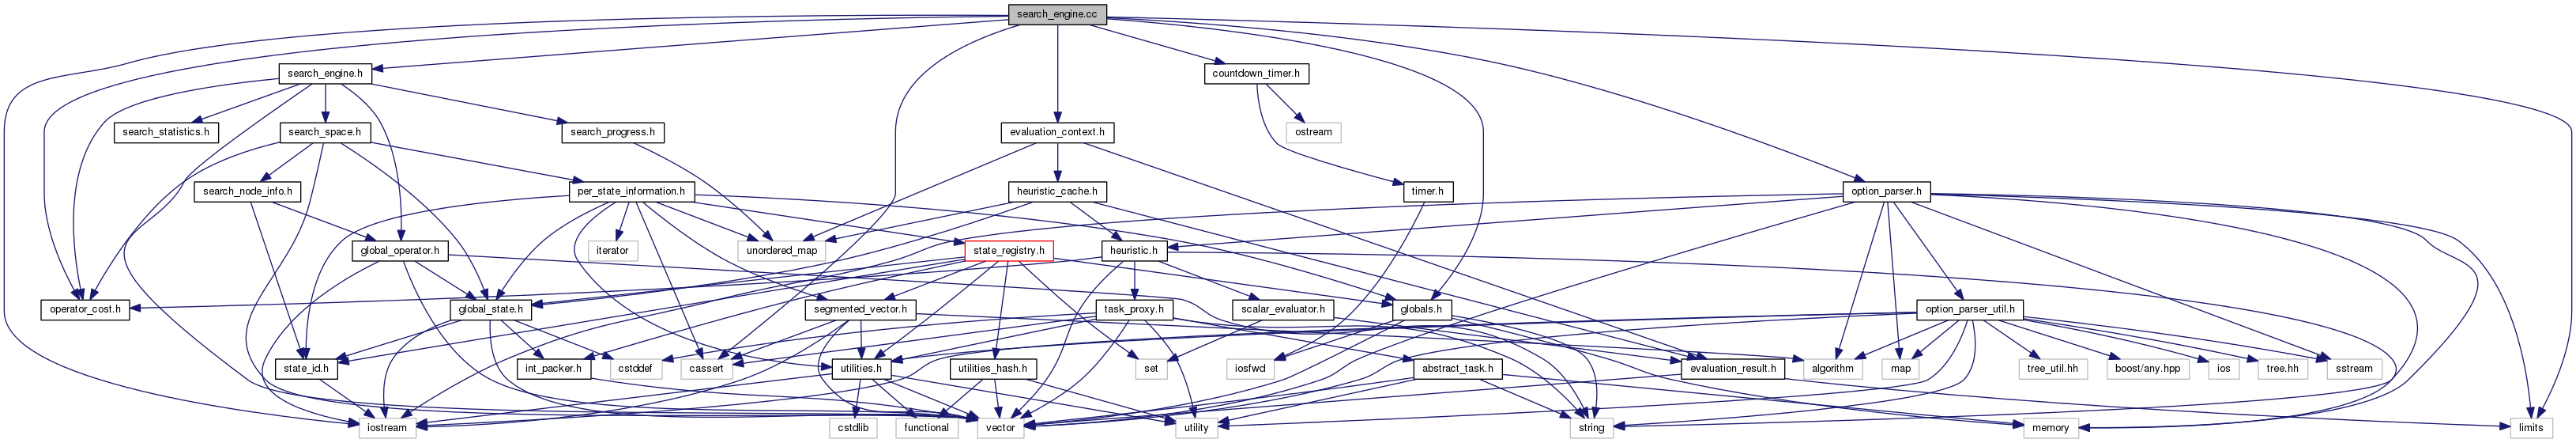 search_engine.cc
search_engine.h
countdown_timer.h
search_statistics.h
search_space.h
search_progress.h
evaluation_context.h
ostream
search_node_info.h
per_state_information.h
heuristic_cache.h
timer.h
option_parser.h
global_operator.h
iterator
unordered_map
state_registry.h
heuristic.h
operator_cost.h
global_state.h
segmented_vector.h
task_proxy.h
scalar_evaluator.h
globals.h
option_parser_util.h
state_id.h
int_packer.h
cstddef
cassert
utilities.h
utilities_hash.h
set
iosfwd
abstract_task.h
evaluation_result.h
algorithm
map
tree_util.hh
boost/any.hpp
ios
tree.hh
sstream
iostream
cstdlib
functional
vector
utility
string
memory
limits